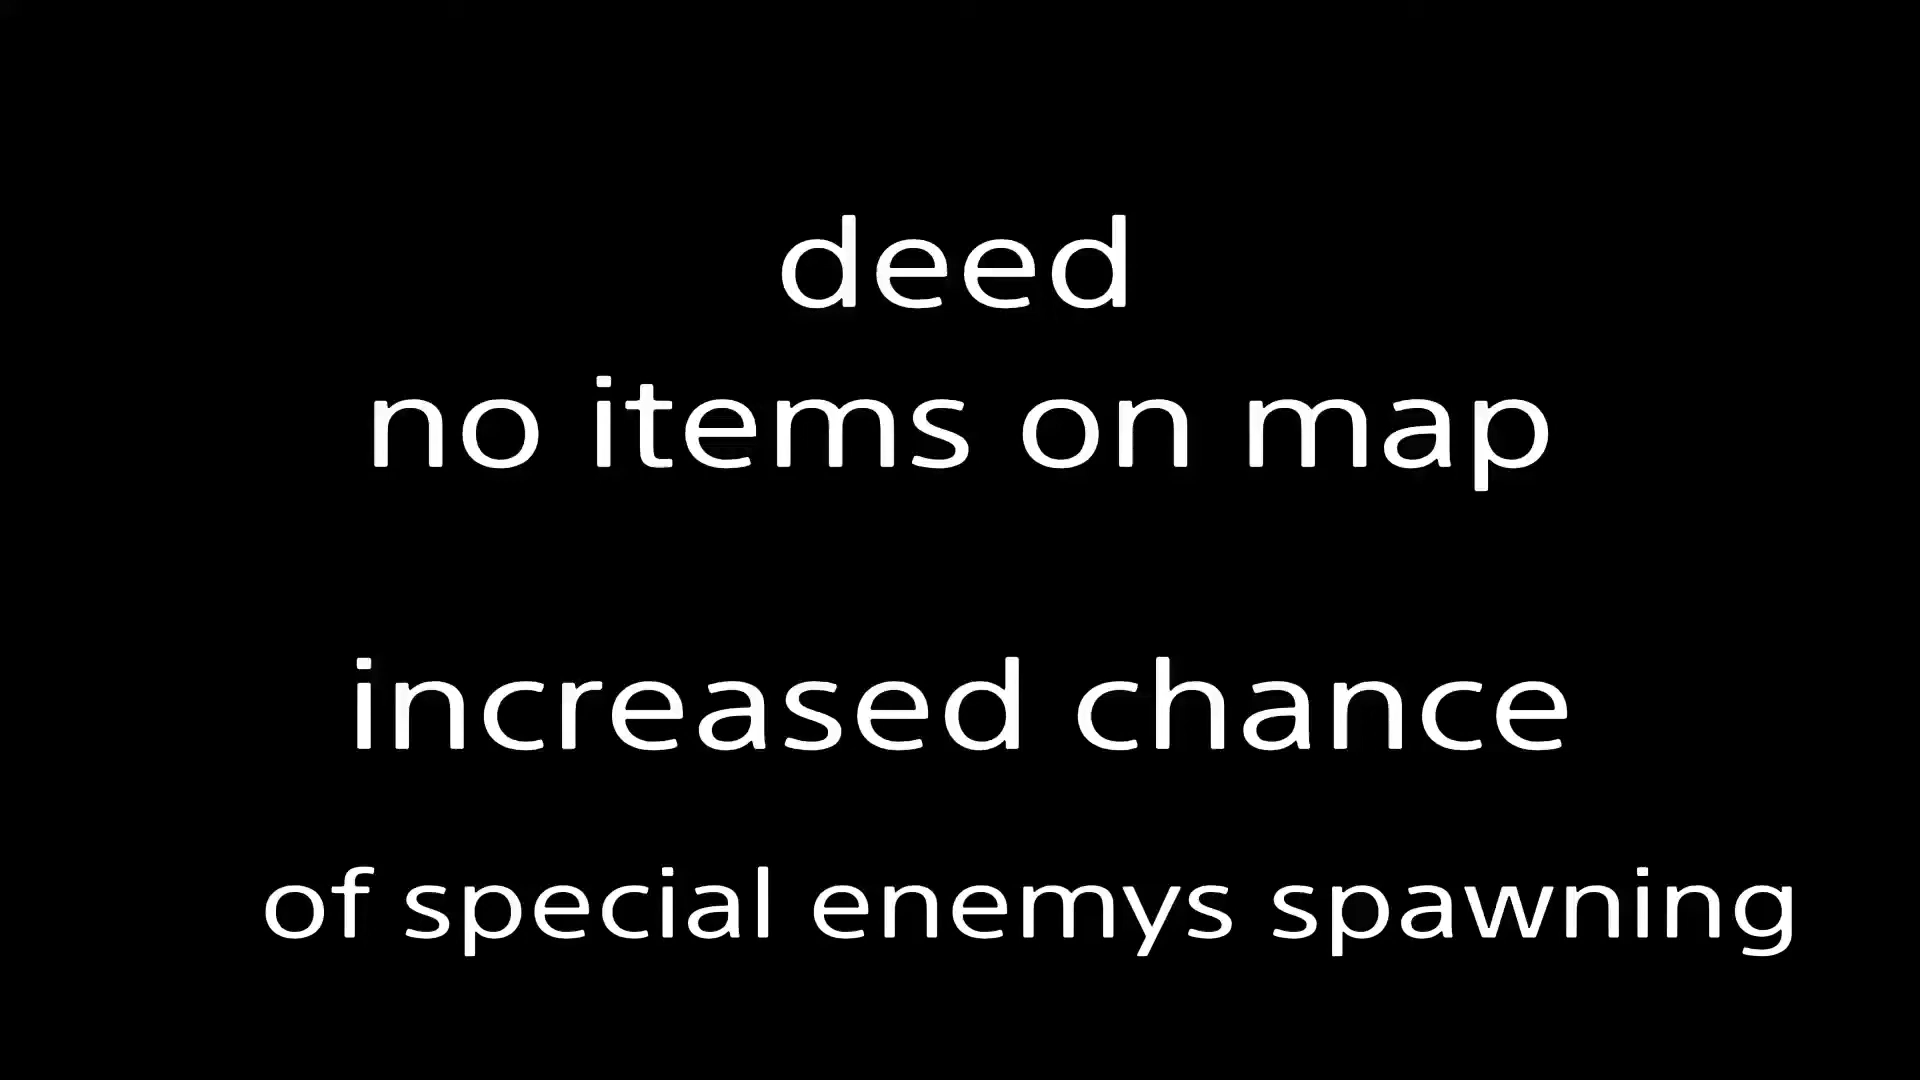 deed
no items on map
increased chance
of special enemys spawning